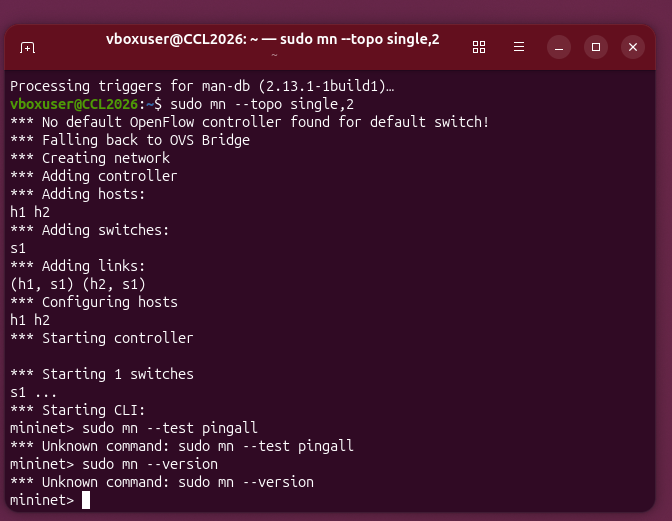 vboxuser@CCL2026: ~ — sudo mn --topo single,2
~
Processing triggers for man-db (2.13.1-1build1)…
vboxuser@CCL2026:~$ sudo mn --topo single,2
*** No default OpenFlow controller found for default switch!
*** Falling back to OVS Bridge
*** Creating network
*** Adding controller
*** Adding hosts:
h1 h2
*** Adding switches:
s1
*** Adding links:
(h1, s1) (h2, s1)
*** Configuring hosts
h1 h2
*** Starting controller

*** Starting 1 switches
s1 ...
*** Starting CLI:
mininet> sudo mn --test pingall
*** Unknown command: sudo mn --test pingall
mininet> sudo mn --version
*** Unknown command: sudo mn --version
mininet>